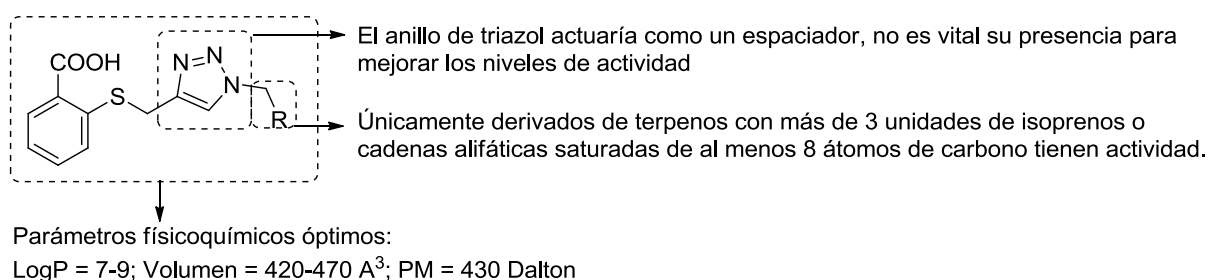 El anillo de triazol actuaría como un espaciador, no es vital su presencia para
mejorar los niveles de actividad
COOH
N
N
N
S
R
Únicamente derivados de terpenos con más de 3 unidades de isoprenos o
cadenas alifáticas saturadas de al menos 8 átomos de carbono tienen actividad.
Parámetros físicoquímicos óptimos:
LogP = 7-9; Volumen = 420-470 A³; PM = 430 Dalton